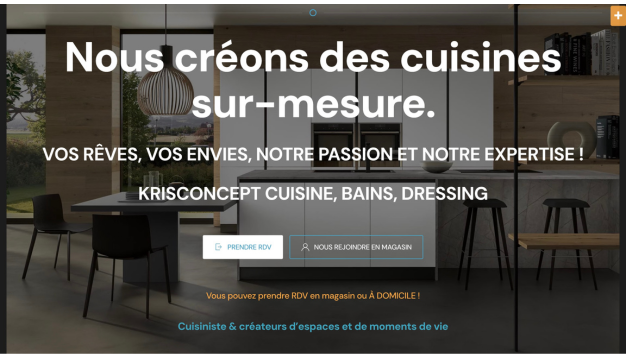 Nous créons des cuisines
sur-mesure.
VOS RÊVES, VOS ENVIES, NOTRE PASSION ET NOTRE EXPERTISE !
KRISCONCEPT CUISINE, BAINS, DRESSING
PRENDRE RDV
NOUS REJOINDRE EN MAGASIN
Vous pouvez prendre RDV en magasin ou À DOMICILE !
Cuisiniste & créateurs d'espaces et de moments de vie